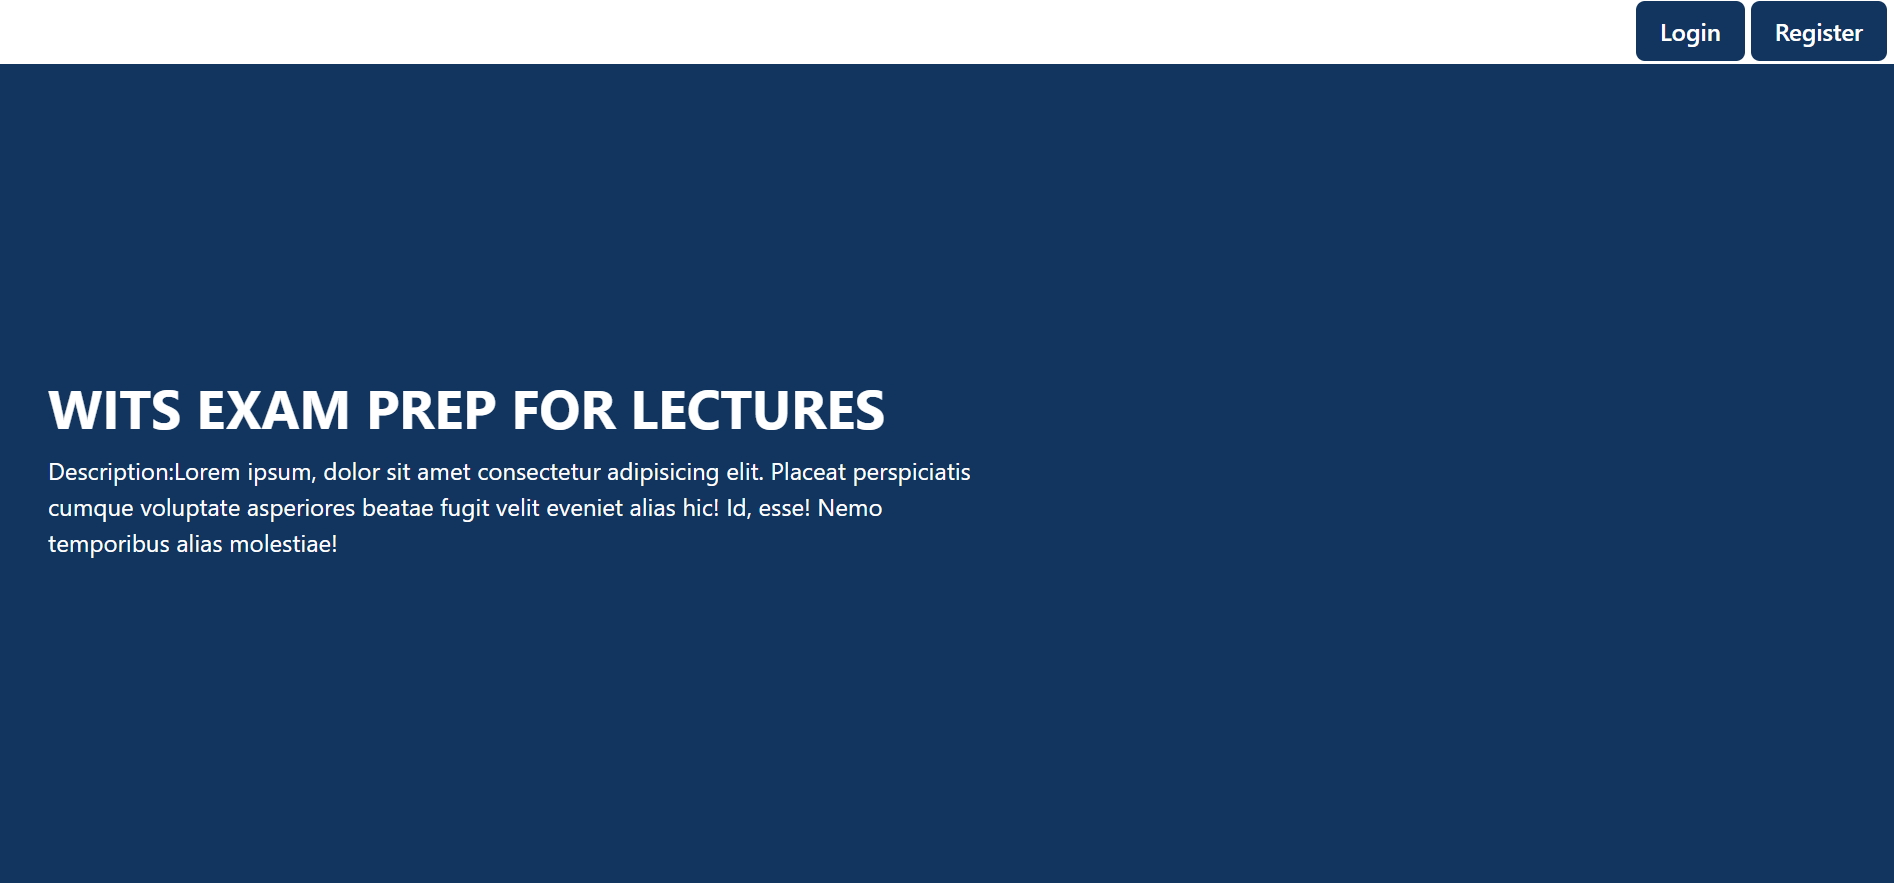 Login Register
WITS EXAM PREP FOR LECTURES
Description:Lorem ipsum, dolor sit amet consectetur adipisicing elit. Placeat perspiciatis
cumque voluptate asperiores beatae fugit velit eveniet alias hic! Id, esse! Nemo
temporibus alias molestiae!